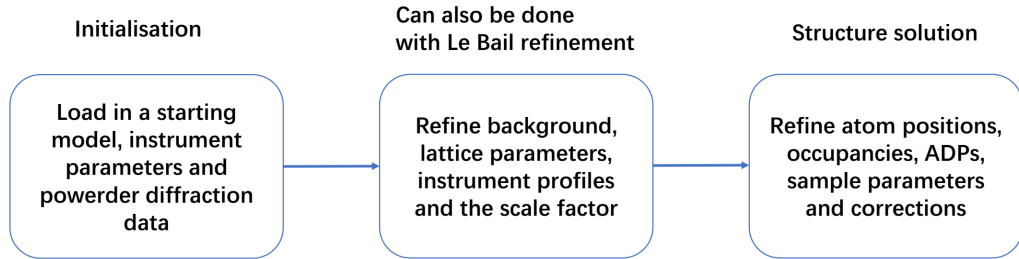 Initialisation
Load in a starting
model, instrument
parameters and
powerder diffraction
data
Can also be done
with Le Bail refinement
Refine background,
lattice parameters,
instrument profiles
and the scale factor
Structure solution
Refine atom positions,
occupancies, ADPs,
sample parameters
and corrections